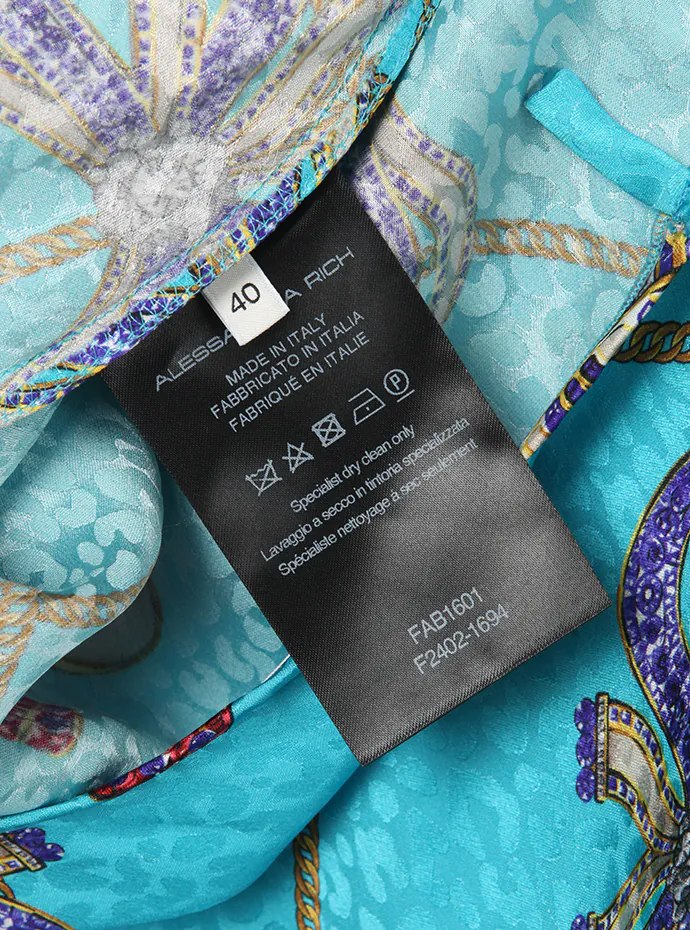 40
ALESSA A RICH
MADE IN ITALY
FABBRICATO IN ITALIA
FABRIQUÉ EN ITALIE
P
Specialist dry clean only
Lavaggio a secco in tintoria specializzata
Spécialiste nettoyage à sec seulement
FAB1601
F2402-1694